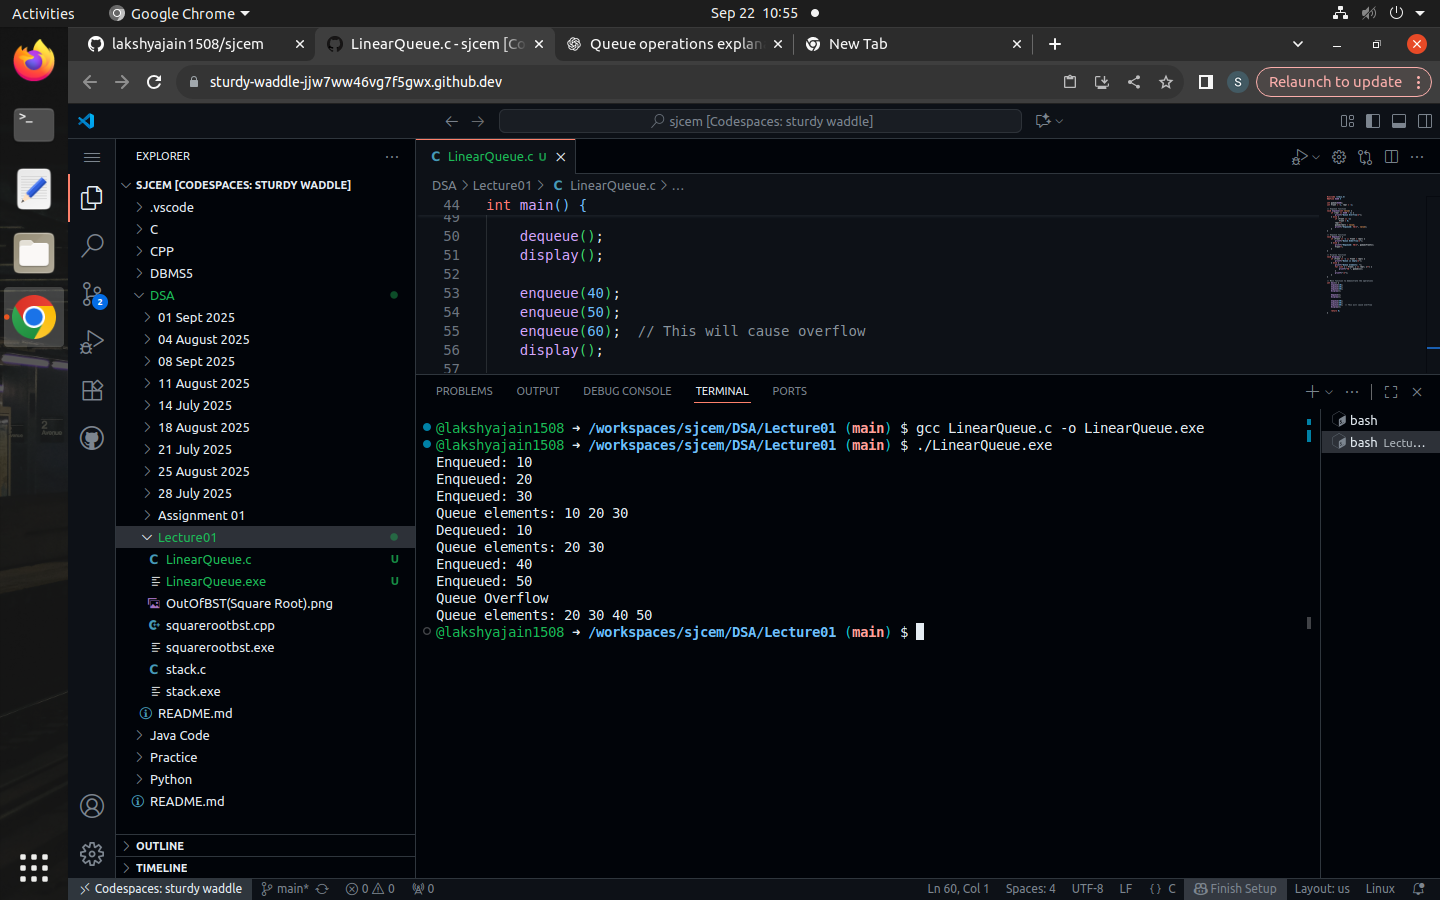 Activities
Google Chrome
Sep 22 10:55
lakshyajain1508/sjcem
LinearQueue.c - sjcem [Co
Queue operations explan
New Tab
sturdy-waddle-jjw7ww46vg7f5gwx.github.dev
S
Relaunch to update
sjcem [Codespaces: sturdy waddle]
EXPLORER
SJCEM [CODESPACES: STURDY WADDLE]
.vscode
C
CPP
DBMS5
DSA
01 Sept 2025
04 August 2025
08 Sept 2025
11 August 2025
14 July 2025
18 August 2025
21 July 2025
25 August 2025
28 July 2025
Assignment 01
Lecture01
C LinearQueue.c U
LinearQueue.exe U
OutOfBST(Square Root).png
squarerootbst.cpp
squarerootbst.exe
C stack.c
stack.exe
README.md
Java Code
Practice
Python
README.md
OUTLINE
TIMELINE
2
C LinearQueue.c U
DSA > Lecture01 > C LinearQueue.c > ...
44 int main() {
49
50 dequeue();
51 display();
52
53 enqueue(40);
54 enqueue(50);
55 enqueue(60); // This will cause overflow
56 display();
57
PROBLEMS
OUTPUT
DEBUG CONSOLE
TERMINAL
PORTS
@lakshyajain1508 ➜ /workspaces/sjcem/DSA/Lecture01 (main) $ gcc LinearQueue.c -o LinearQueue.exe
@lakshyajain1508 ➜ /workspaces/sjcem/DSA/Lecture01 (main) $ ./LinearQueue.exe
Enqueued: 10
Enqueued: 20
Enqueued: 30
Queue elements: 10 20 30
Dequeued: 10
Queue elements: 20 30
Enqueued: 40
Enqueued: 50
Queue Overflow
Queue elements: 20 30 40 50
@lakshyajain1508 ➜ /workspaces/sjcem/DSA/Lecture01 (main) $
bash
bash Lectu...
Codespaces: sturdy waddle
main*
0
0
0
Ln 60, Col 1
Spaces: 4
UTF-8
LF
{ } C
Finish Setup
Layout: us
Linux